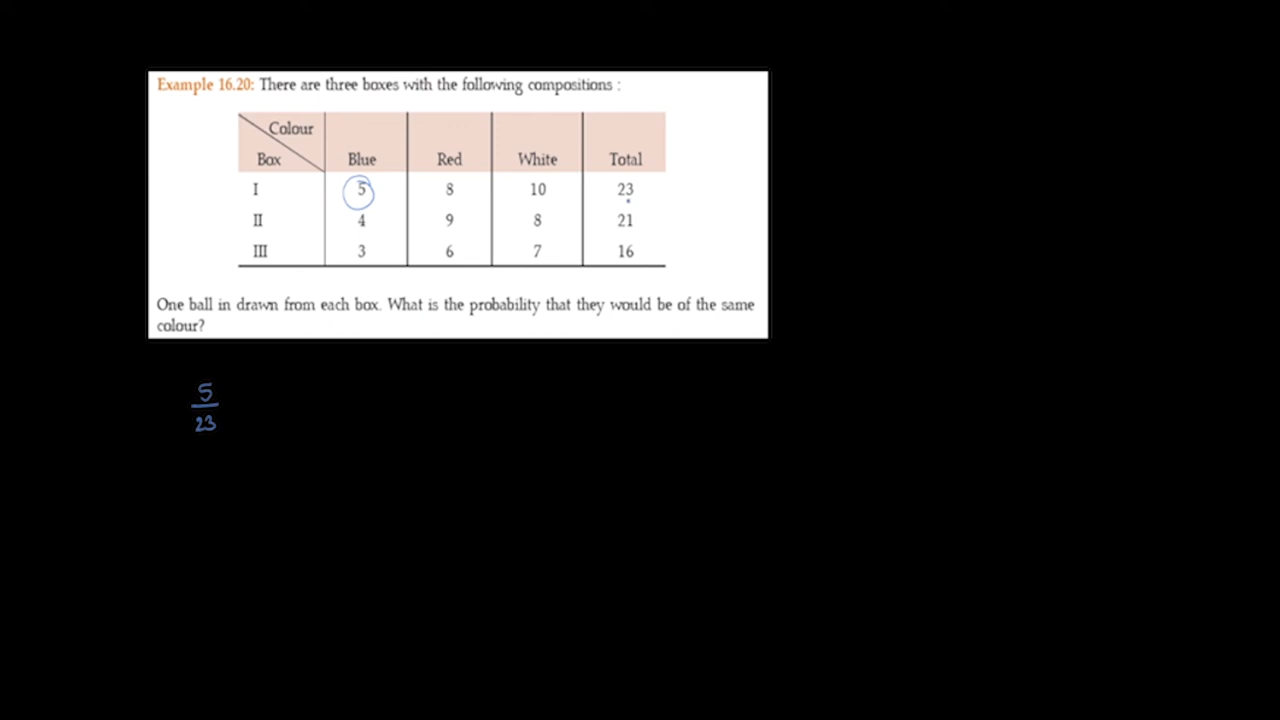 Example 16.20: There are three boxes with the following compositions :
Colour
Box Blue Red White Total
I 5 8 10 23
II 4 9 8 21
III 3 6 7 16
One ball in drawn from each box. What is the probability that they would be of the same
colour?
5
23